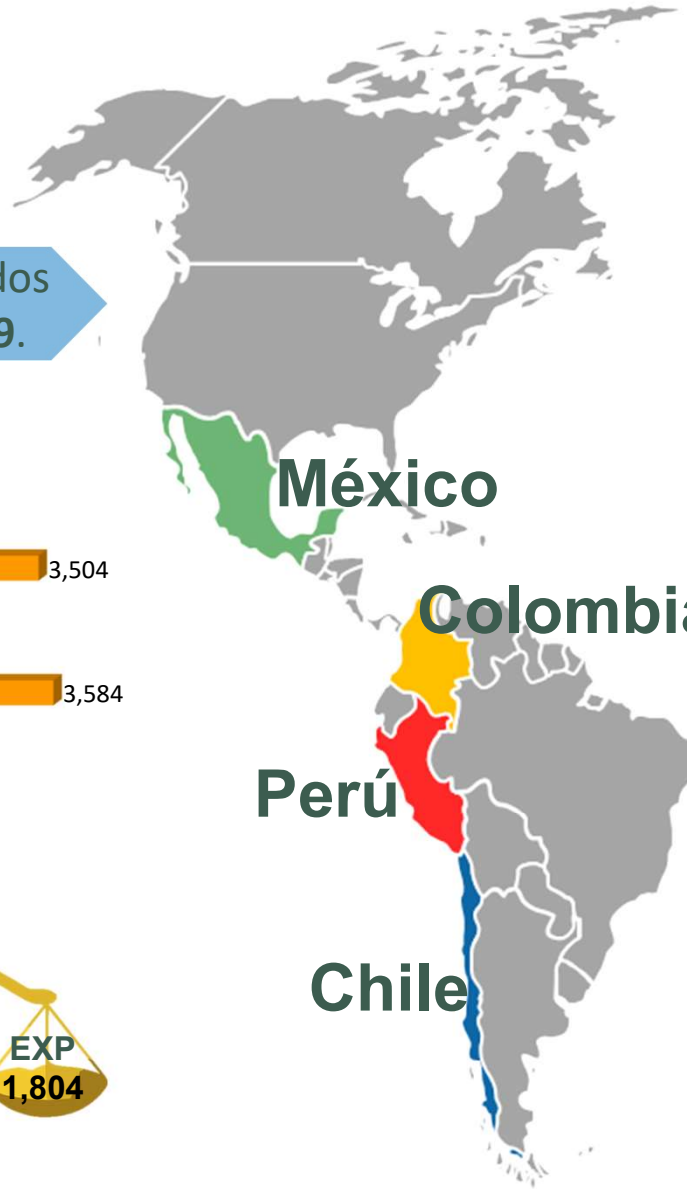 dos
9.
México
3,504
Colombia
3,584
Perú
Chile
EXP
1,804